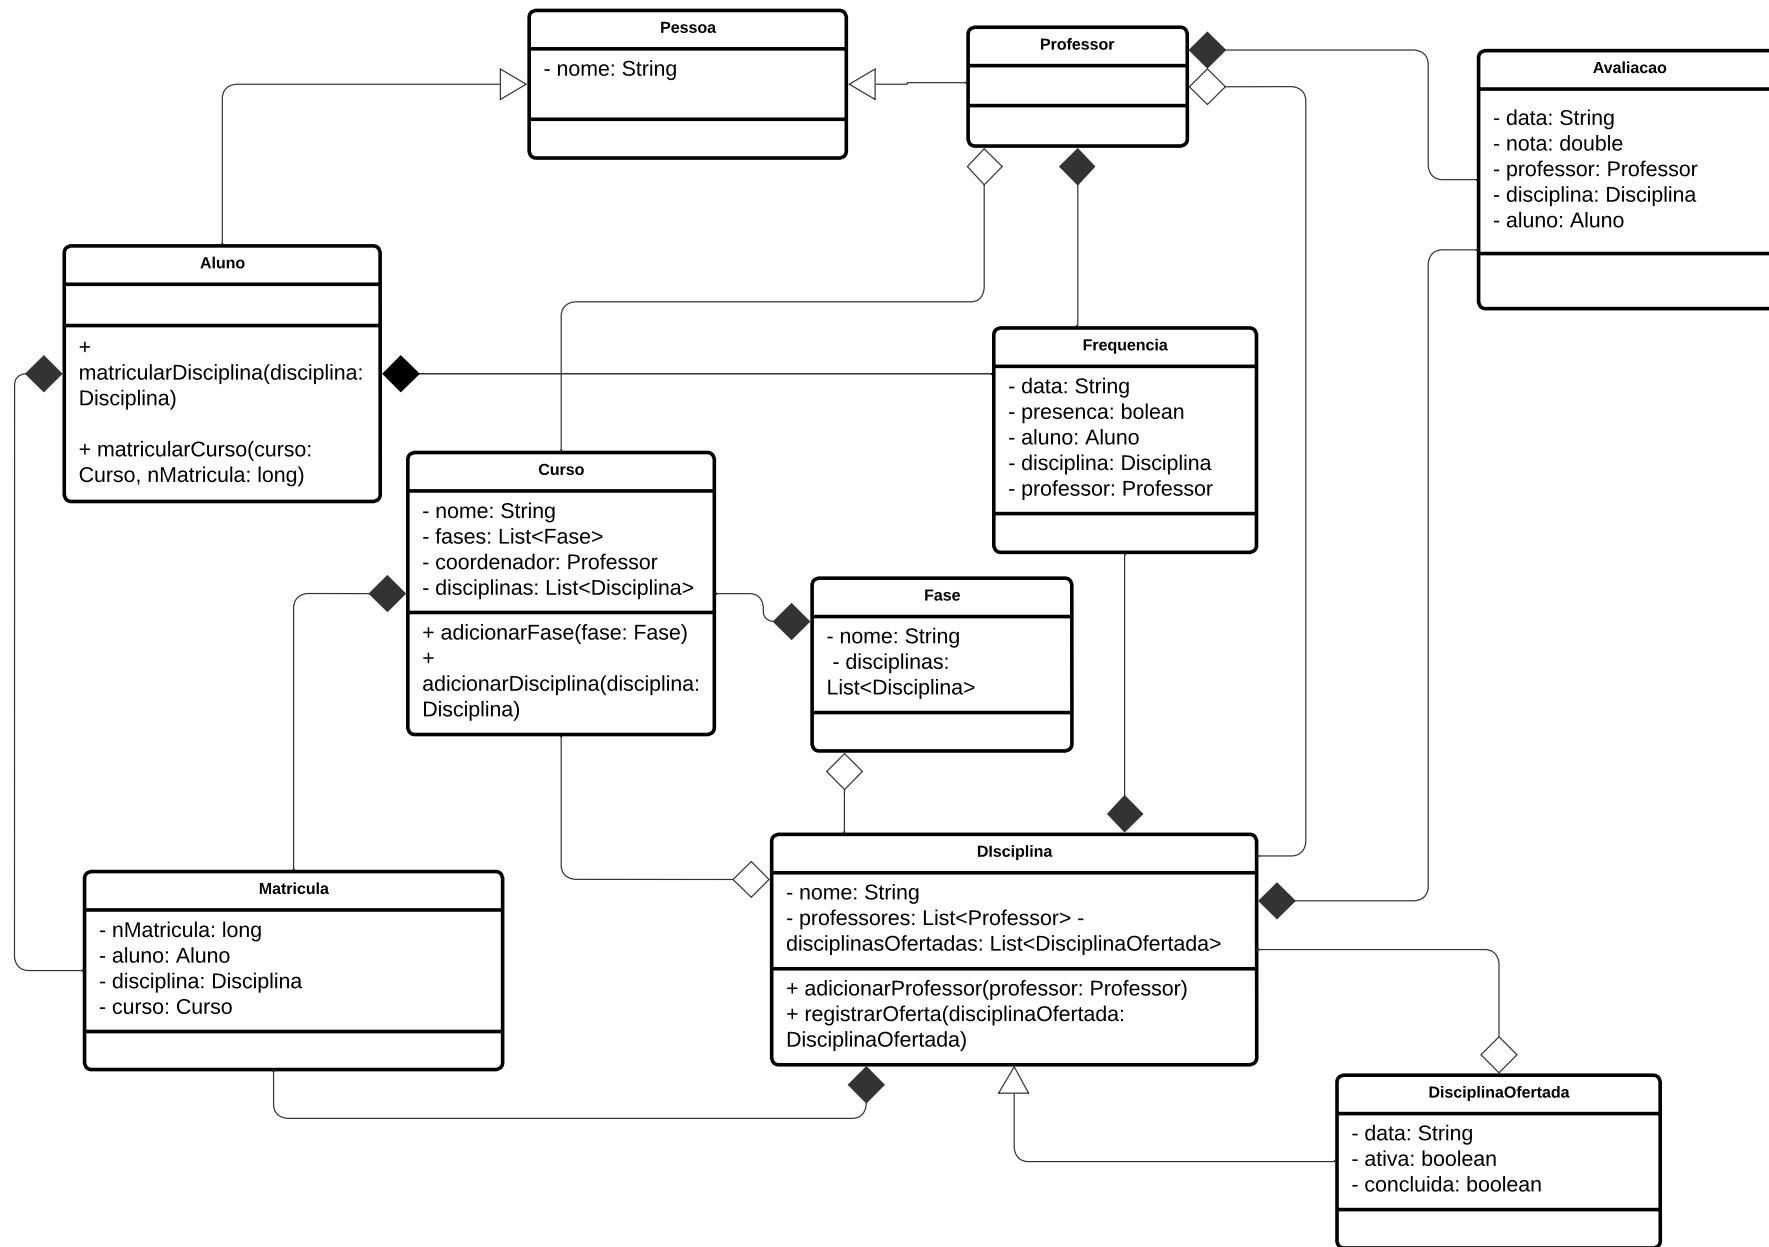 Pessoa
- nome: String
Professor
Avaliacao
- data: String
- nota: double
- professor: Professor
- disciplina: Disciplina
- aluno: Aluno
Aluno
+
matricularDisciplina(disciplina:
Disciplina)
+ matricularCurso(curso:
Curso, nMatricula: long)
Frequencia
- data: String
- presenca: bolean
- aluno: Aluno
- disciplina: Disciplina
- professor: Professor
Curso
- nome: String
- fases: List<Fase>
- coordenador: Professor
- disciplinas: List<Disciplina>
+ adicionarFase(fase: Fase)
+
adicionarDisciplina(disciplina:
Disciplina)
Fase
- nome: String
- disciplinas:
List<Disciplina>
DIsciplina
- nome: String
- professores: List<Professor> -
disciplinasOfertadas: List<DisciplinaOfertada>
+ adicionarProfessor(professor: Professor)
+ registrarOferta(disciplinaOfertada:
DisciplinaOfertada)
Matricula
- nMatricula: long
- aluno: Aluno
- disciplina: Disciplina
- curso: Curso
DisciplinaOfertada
- data: String
- ativa: boolean
- concluida: boolean